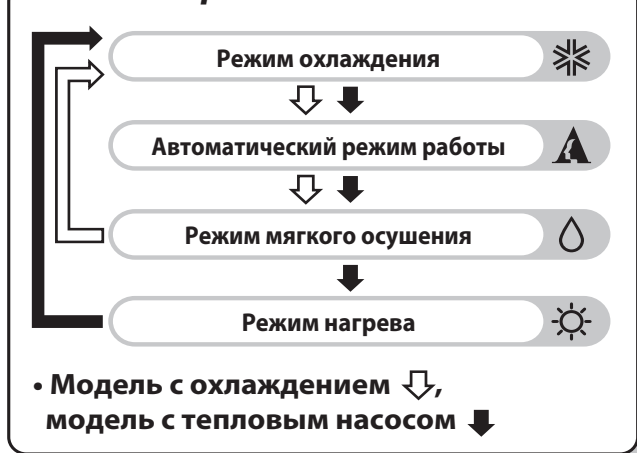 Режим охлаждения
Автоматический режим работы
Режим мягкого осушения
Режим нагрева
• Модель с охлаждением ,
модель с тепловым насосом